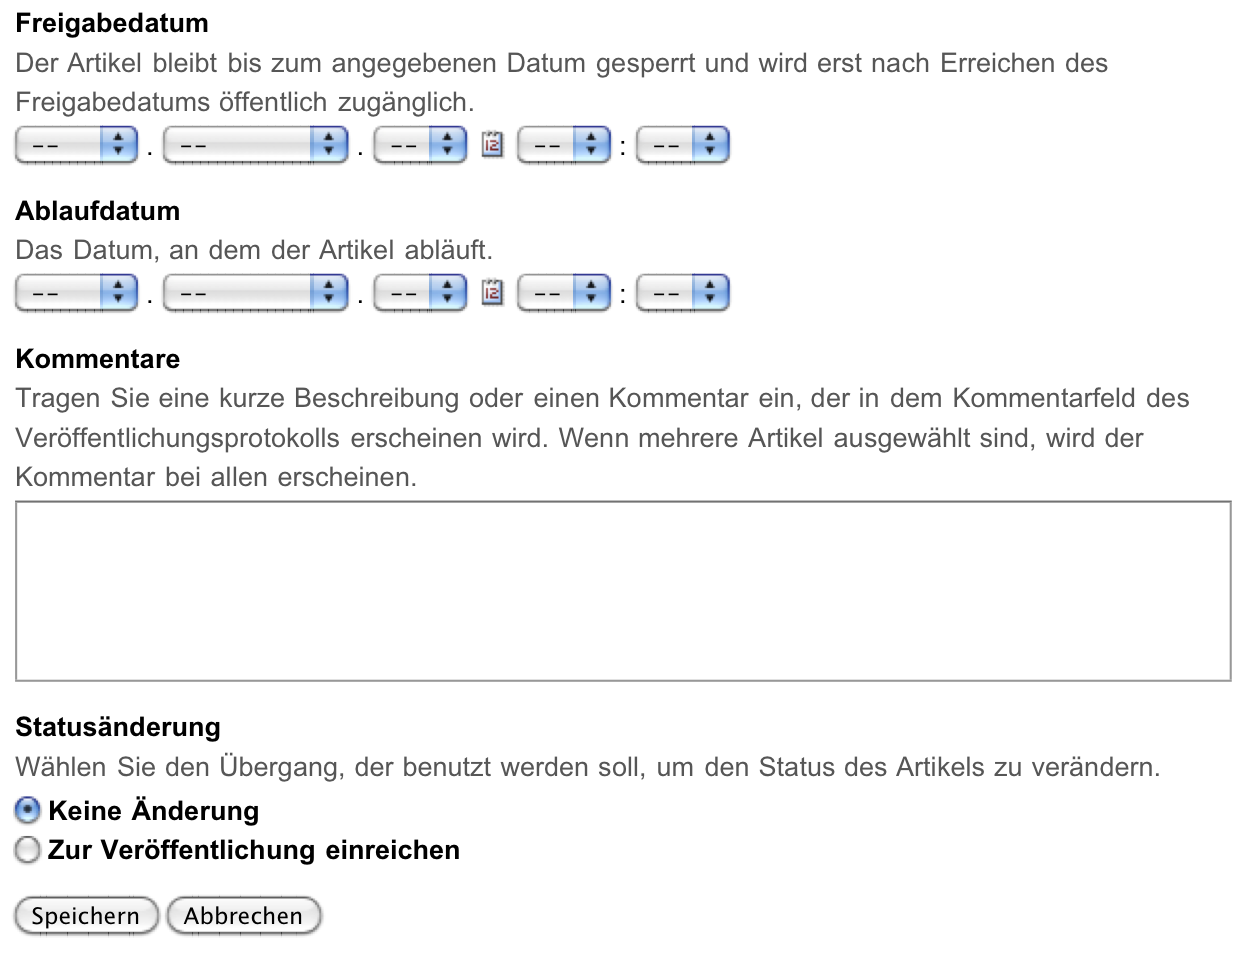 Freigabedatum
Der Artikel bleibt bis zum angegebenen Datum gesperrt und wird erst nach Erreichen des
Freigabedatums öffentlich zugänglich.
-- . -- . -- 12 -- : --
Ablaufdatum
Das Datum, an dem der Artikel abläuft.
-- . -- . -- 12 -- : --
Kommentare
Tragen Sie eine kurze Beschreibung oder einen Kommentar ein, der in dem Kommentarfeld des
Veröffentlichungsprotokolls erscheinen wird. Wenn mehrere Artikel ausgewählt sind, wird der
Kommentar bei allen erscheinen.
Statusänderung
Wählen Sie den Übergang, der benutzt werden soll, um den Status des Artikels zu verändern.
Keine Änderung
Zur Veröffentlichung einreichen
Speichern Abbrechen